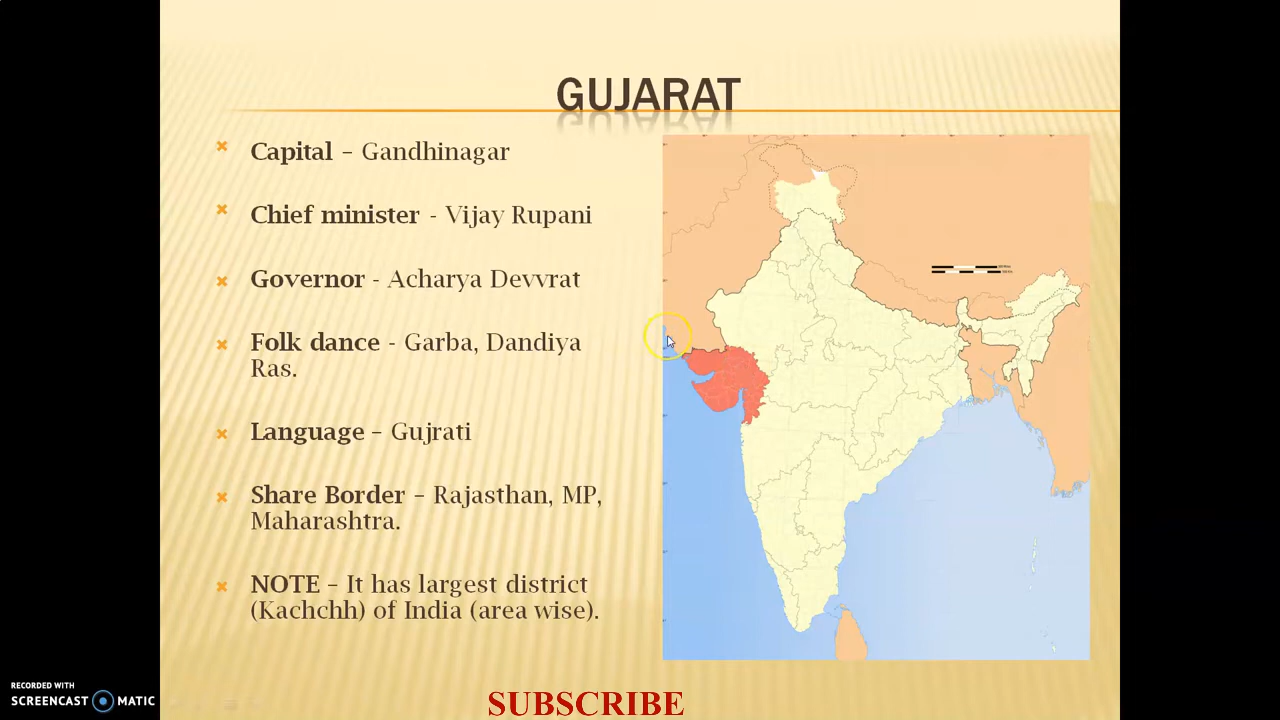 GUJARAT
Capital – Gandhinagar
Chief minister - Vijay Rupani
Governor - Acharya Devvrat
Folk dance - Garba, Dandiya
Ras.
Language – Gujrati
Share Border – Rajasthan, MP,
Maharashtra.
NOTE – It has largest district
(Kachchh) of India (area wise).
RECORDED WITH
SCREENCAST MATIC
SUBSCRIBE